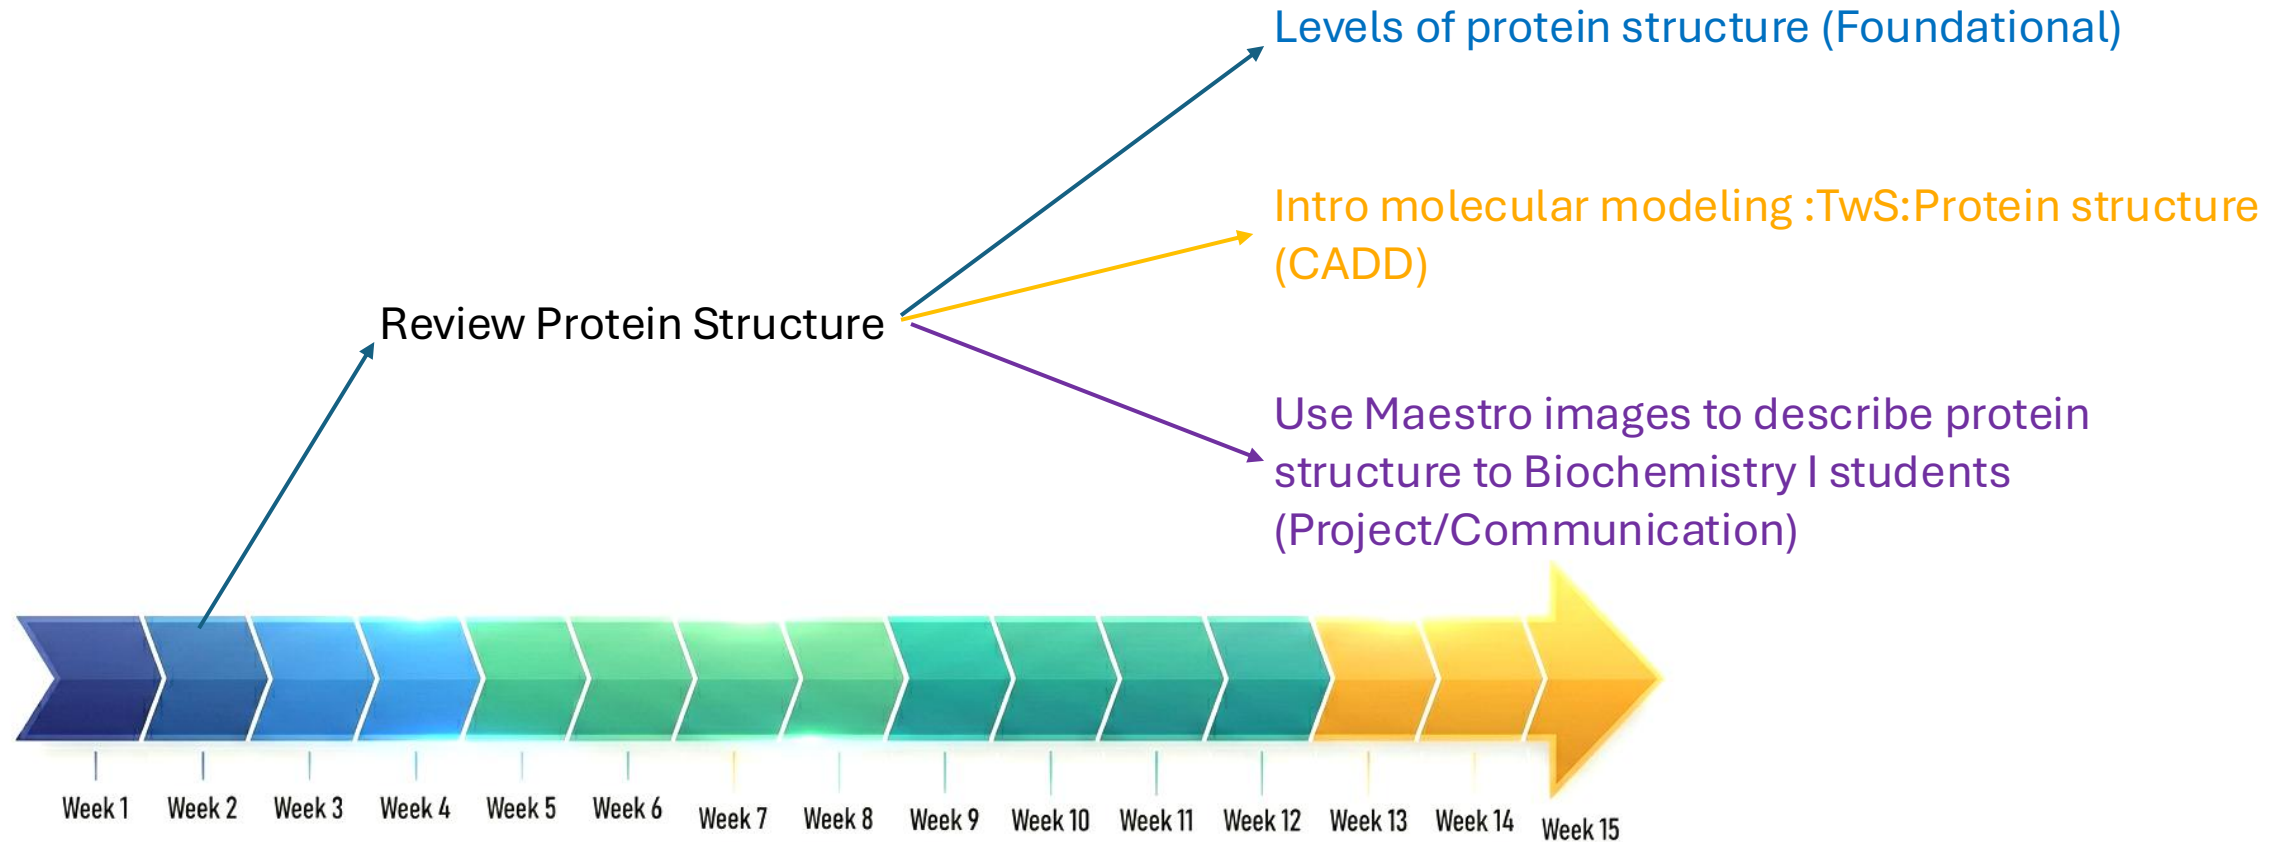 Levels of protein structure (Foundational)
Intro molecular modeling :TwS:Protein structure
(CADD)
Review Protein Structure
Use Maestro images to describe protein
structure to Biochemistry I students
(Project/Communication)
Week 1
Week 2
Week 3
Week 4
Week 5
Week 6
Week 7
Week 8
Week 9
Week 10
Week 11
Week 12
Week 13
Week 14
Week 15